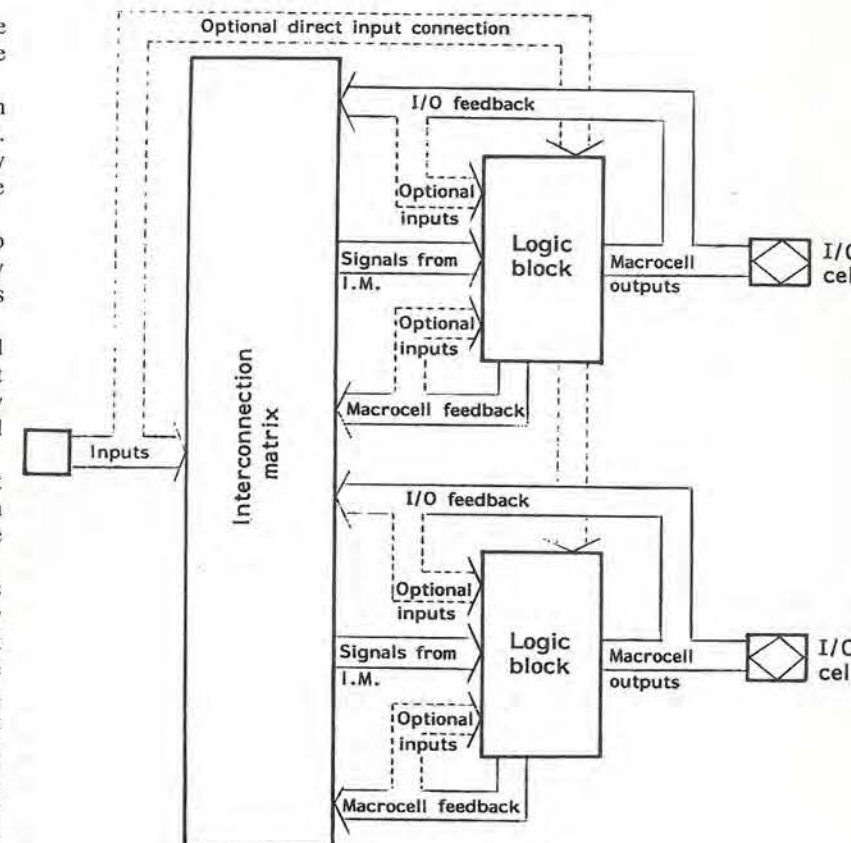 Optional direct input connection
I/O feedback
Optional
inputs
Signals from
I.M.
Logic
block
Macrocell
outputs
Optional
inputs
Macrocell feedback
Inputs
Interconnection
matrix
I/O feedback
Optional
inputs
Signals from
I.M.
Logic
block
Macrocell
outputs
Optional
inputs
Macrocell feedback